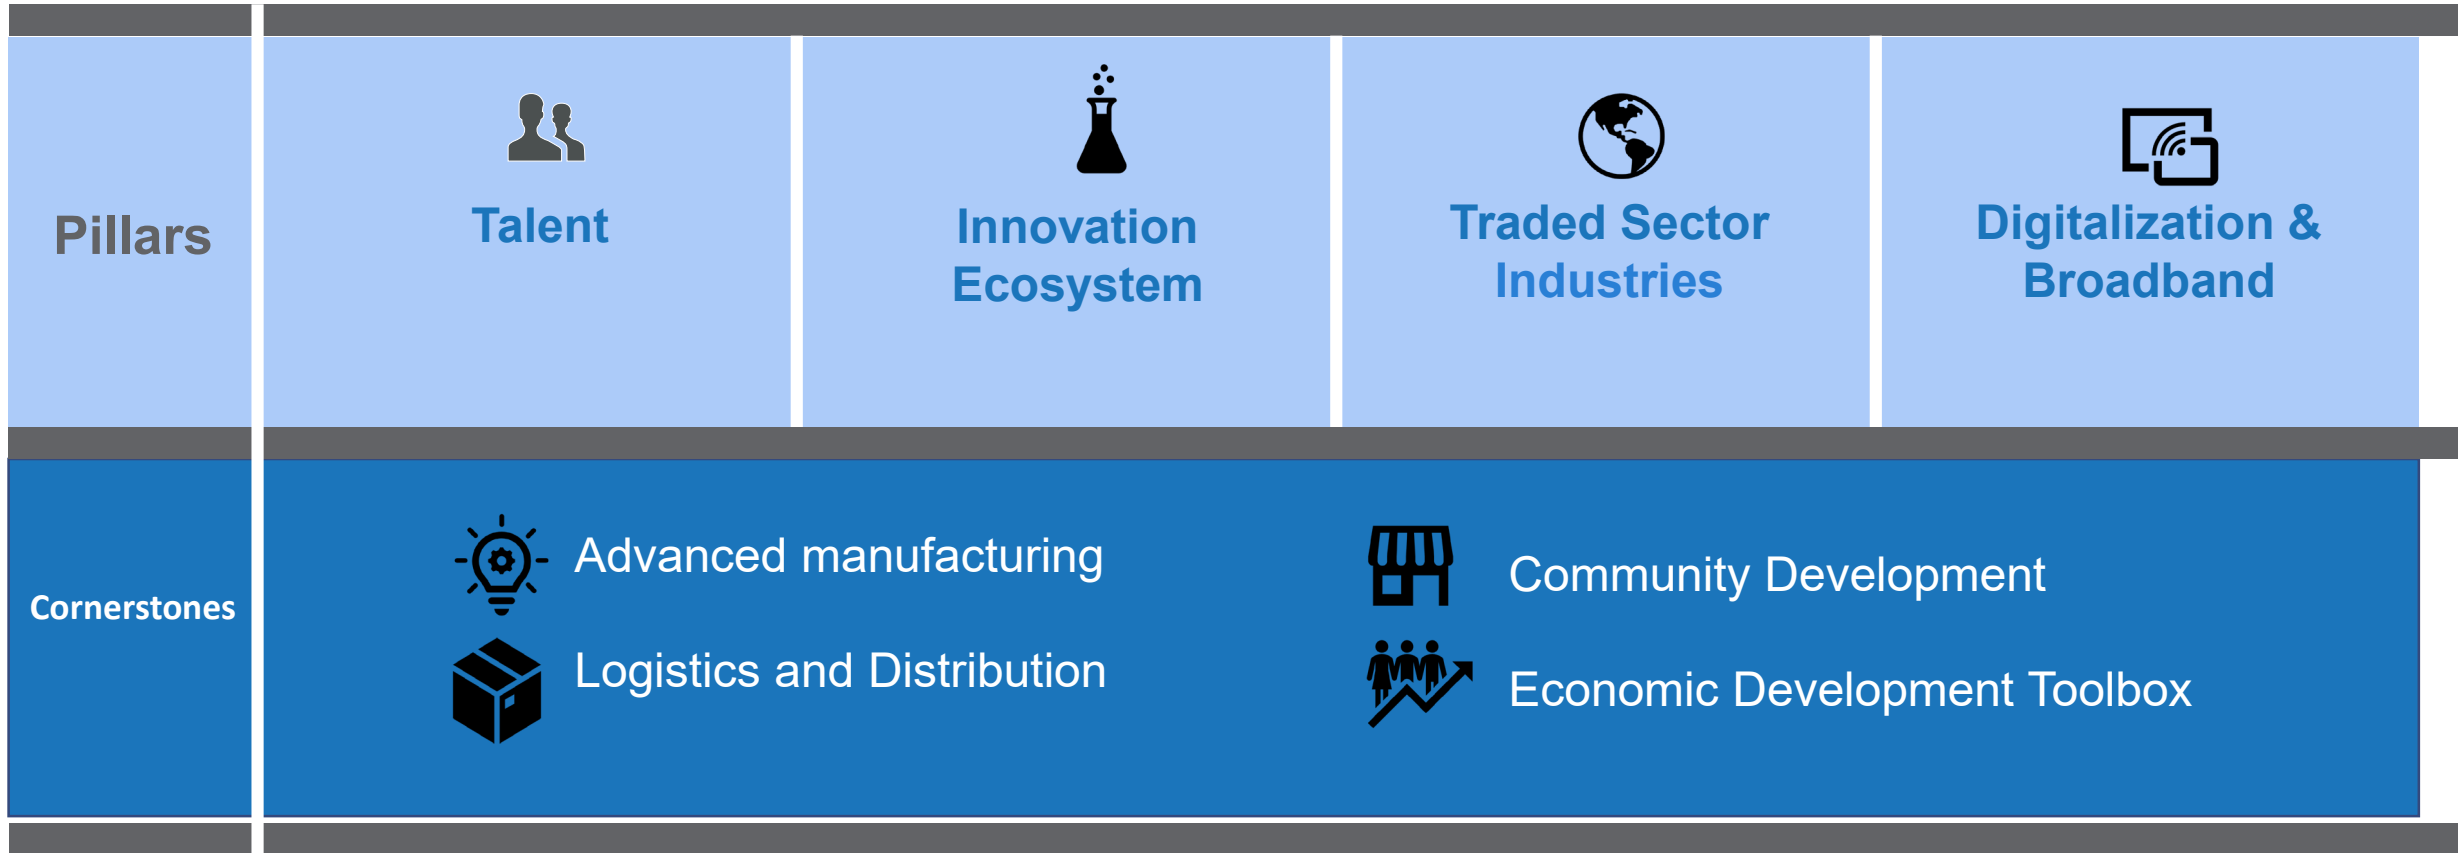 Pillars
Talent
Innovation
Ecosystem
Traded Sector
Industries
Digitalization &
Broadband
Cornerstones
Advanced manufacturing
Logistics and Distribution
Community Development
Economic Development Toolbox